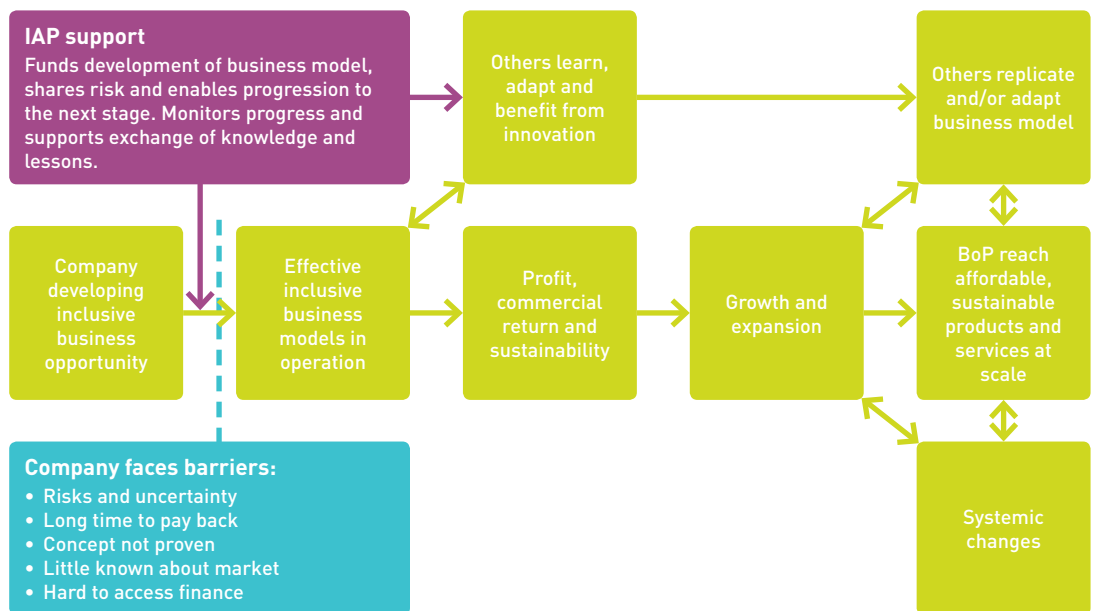 IAP support
Funds development of business model,
shares risk and enables progression to
the next stage. Monitors progress and
supports exchange of knowledge and
lessons.
Others learn,
adapt and
benefit from
innovation
Others replicate
and/or adapt
business model
Company
developing
inclusive
business
opportunity
Effective
inclusive
business
models in
operation
Profit,
commercial
return and
sustainability
Growth and
expansion
BoP reach
affordable,
sustainable
products and
services at
scale
Company faces barriers:
• Risks and uncertainty
• Long time to pay back
• Concept not proven
• Little known about market
• Hard to access finance
Systemic
changes